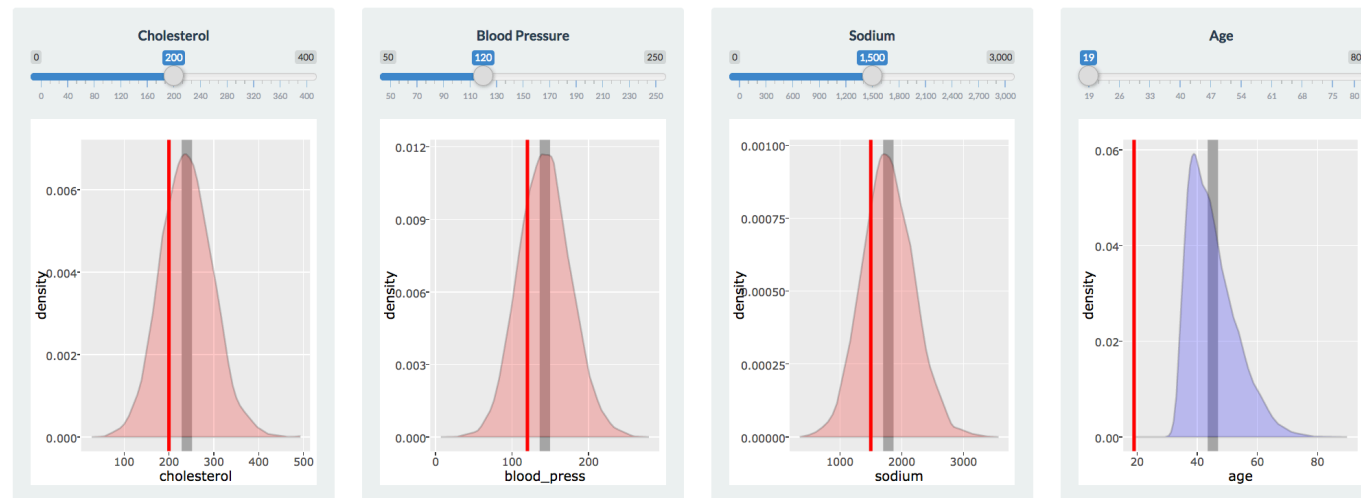 Cholesterol
0 200 400
0 40 80 120 160 200 240 280 320 360 400
density
0.006
0.004
0.002
0.000
100 200 300 400 500
cholesterol
Blood Pressure
50 120 250
50 70 90 110 130 150 170 190 210 230 250
density
0.012
0.009
0.006
0.003
0.000
0 100 200
blood_press
Sodium
0 1,500 3,000
0 300 600 900 1,200 1,500 1,800 2,100 2,400 2,700 3,000
density
0.00100
0.00075
0.00050
0.00025
0.00000
1000 2000 3000
sodium
Age
19 80
19 26 33 40 47 54 61 68 75 80
density
0.06
0.04
0.02
0.00
20 40 60 80
age